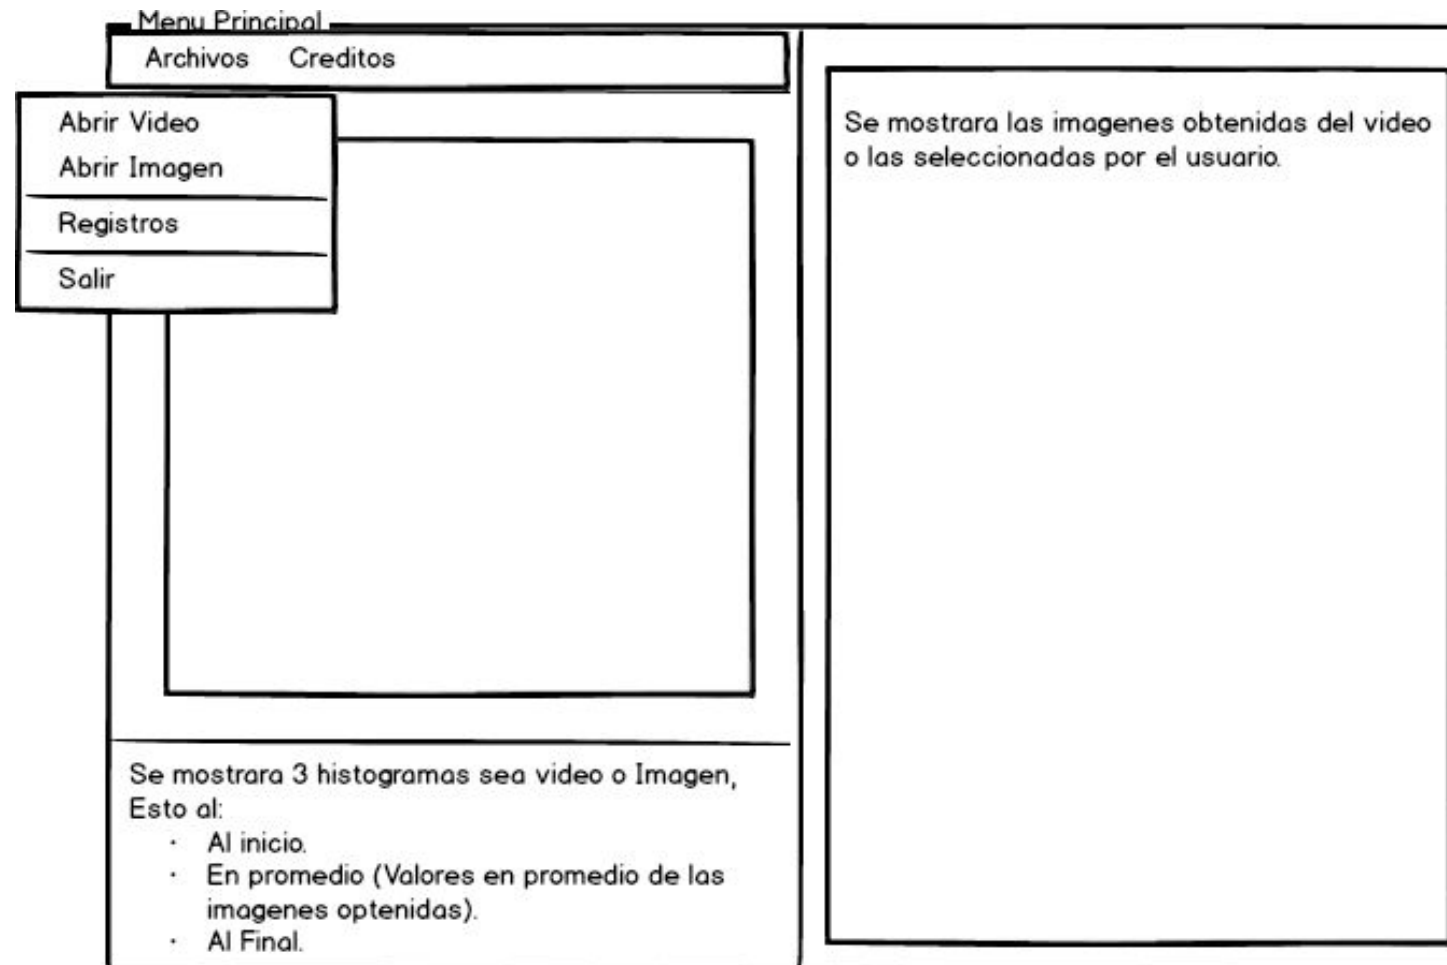 Menu Principal
Archivos Creditos
Abrir Video
Abrir Imagen
Registros
Salir
Se mostrara 3 histogramas sea video o Imagen,
Esto al:
· Al inicio.
· En promedio (Valores en promedio de las
imagenes optenidas).
· Al Final.
Se mostrara las imagenes obtenidas del video
o las seleccionadas por el usuario.